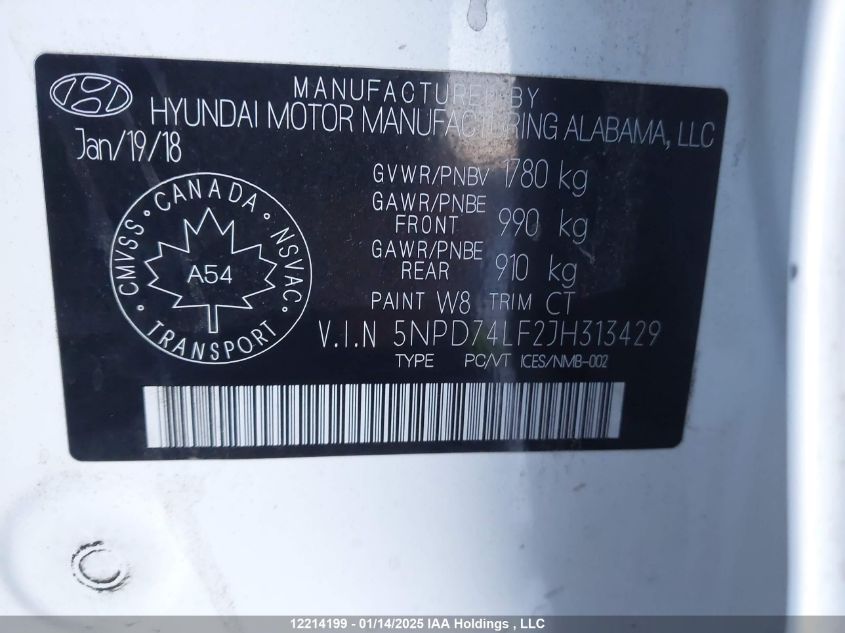 MANUFACTURED BY
HYUNDAI MOTOR MANUFACTURING ALABAMA, LLC
Jan/19/18
GVWR/PNBV 1780 kg
GAWR/PNBE FRONT 990 kg
GAWR/PNBE REAR 910 kg
PAINT W8 TRIM CT
V.I.N 5NPD74LF2JH313429
TYPE PC/VT ICES/NMB-002
CANADA
CMVSS · NSVAC
A54
TRANSPORT
12214199 - 01/14/2025 IAA Holdings , LLC